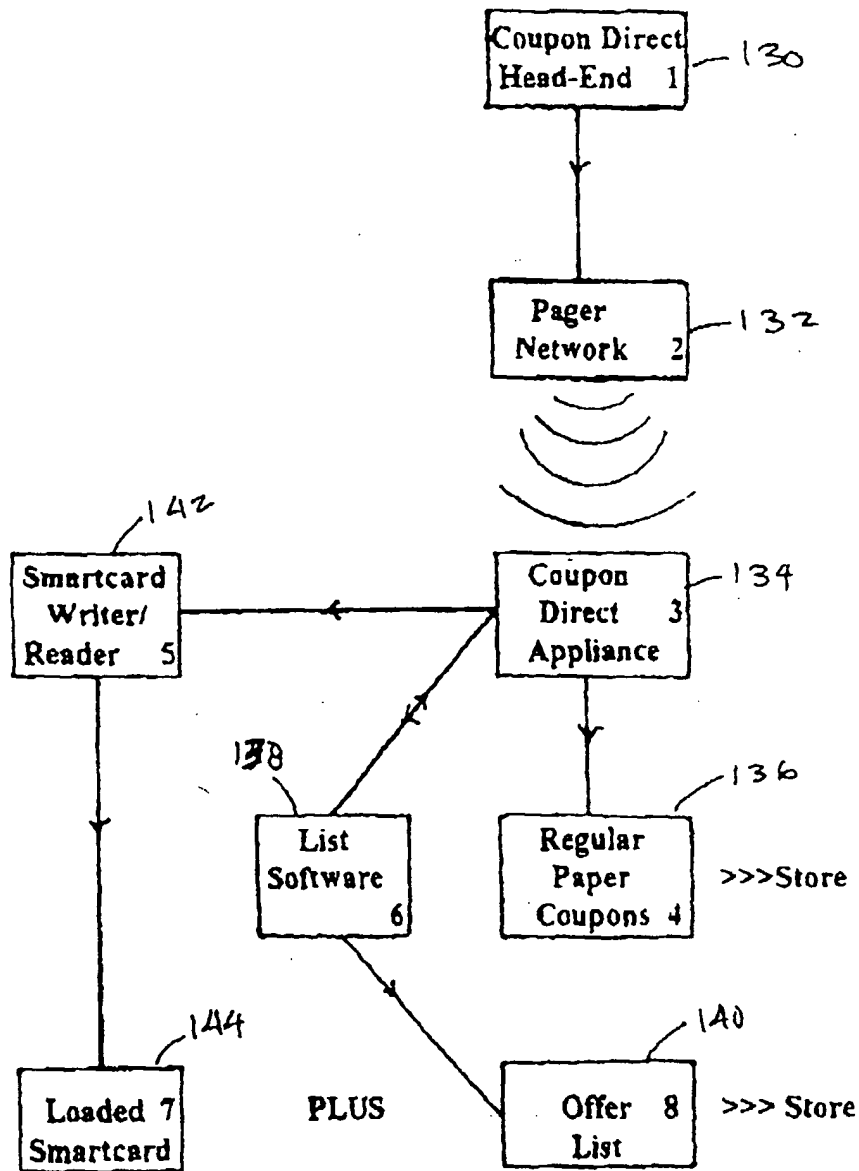 Coupon Direct
Head-End 1
130
Pager
Network 2
132
142
Smartcard
Writer/
Reader 5
Coupon
Direct 3
Appliance
134
138
List
Software
6
136
Regular
Paper
Coupons 4
>>>Store
144
Loaded 7
Smartcard
PLUS
140
Offer 8
List
>>> Store